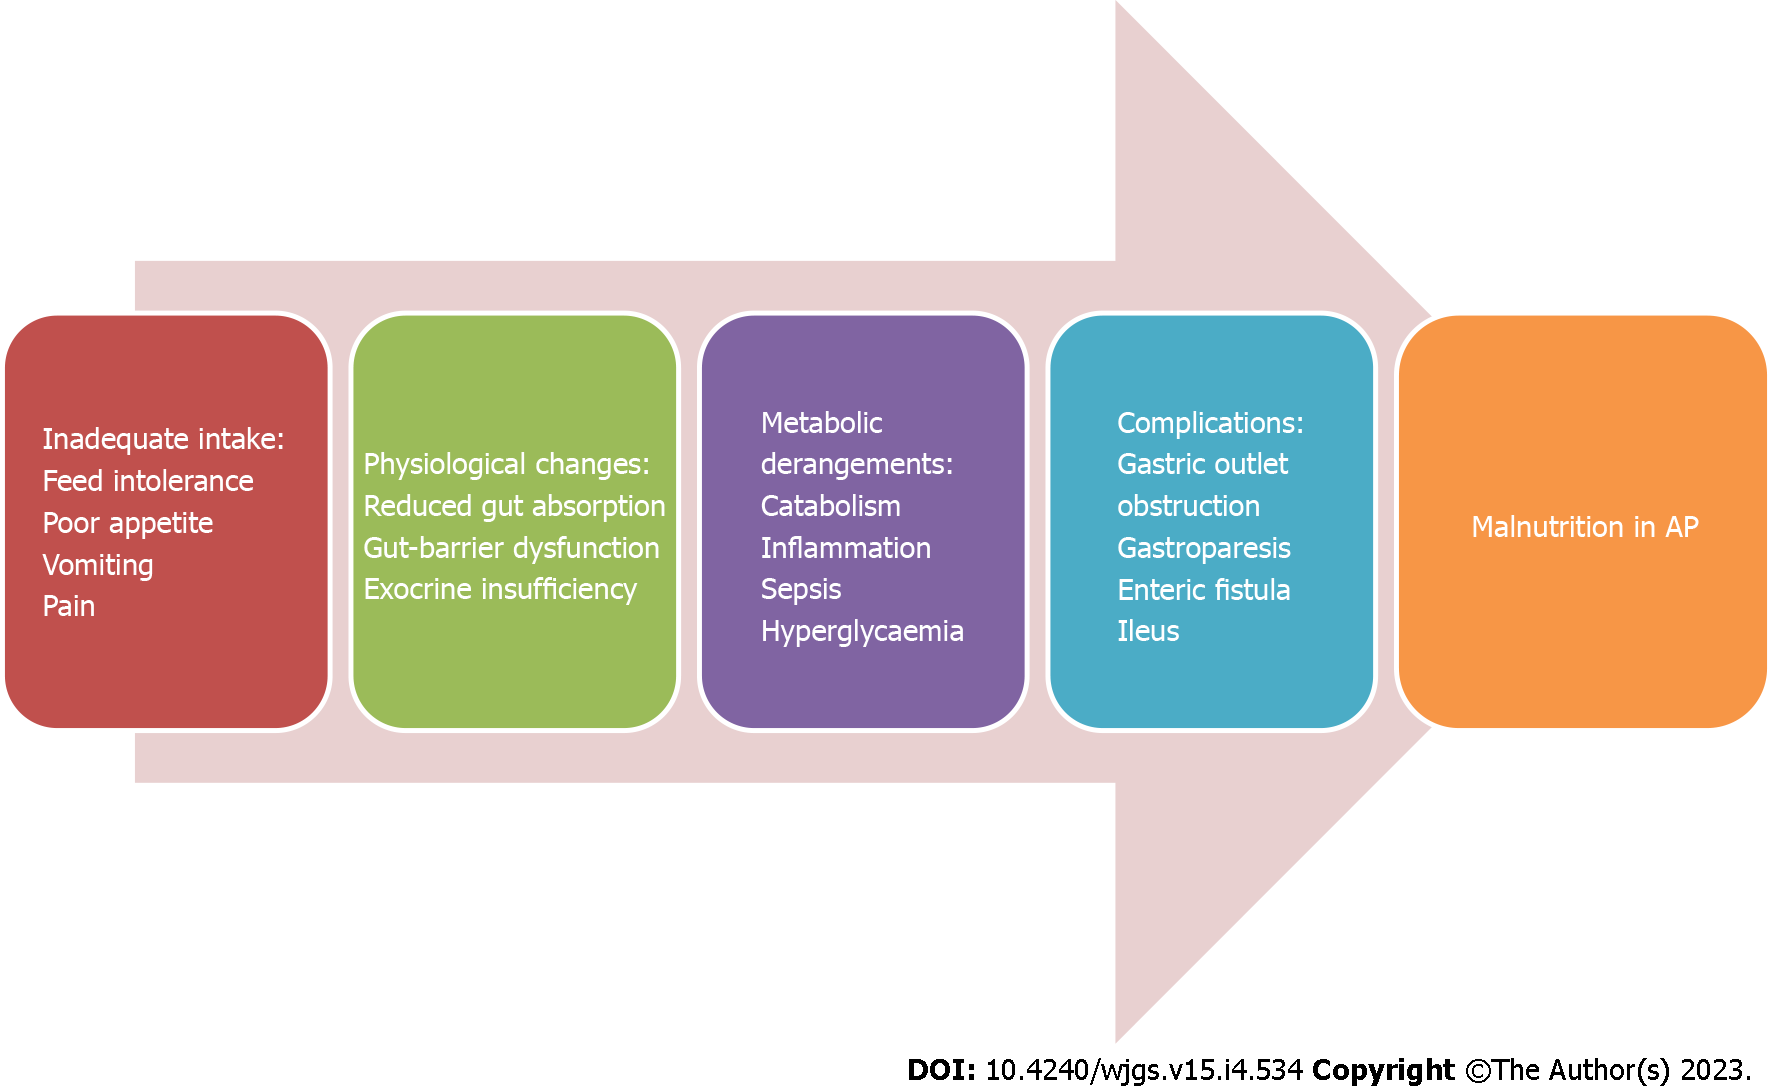 Inadequate intake:
Feed intolerance
Poor appetite
Vomiting
Pain
Physiological changes:
Reduced gut absorption
Gut-barrier dysfunction
Exocrine insufficiency
Metabolic
derangements:
Catabolism
Inflammation
Sepsis
Hyperglycaemia
Complications:
Gastric outlet
obstruction
Gastroparesis
Enteric fistula
Ileus
Malnutrition in AP
DOI: 10.4240/wjgs.v15.i4.534 Copyright ©The Author(s) 2023.